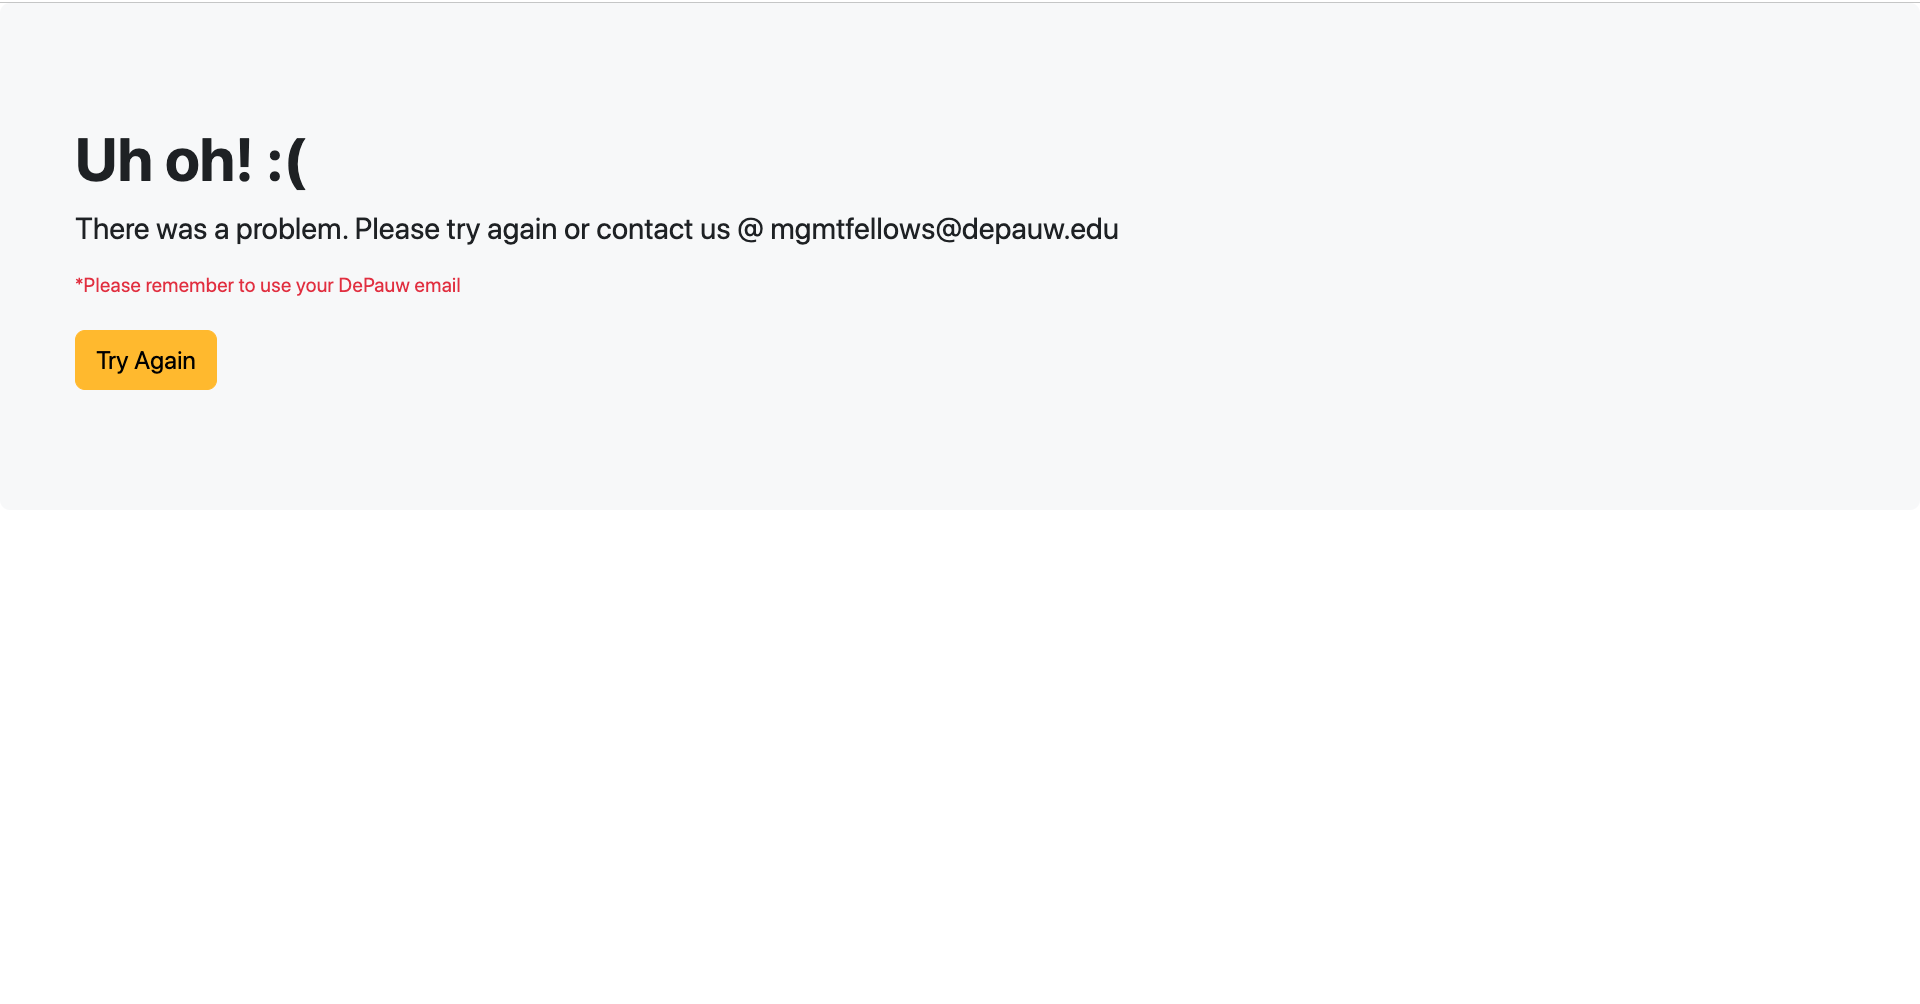 Uh oh! :(
There was a problem. Please try again or contact us @ mgmtfellows@depauw.edu
*Please remember to use your DePauw email
Try Again